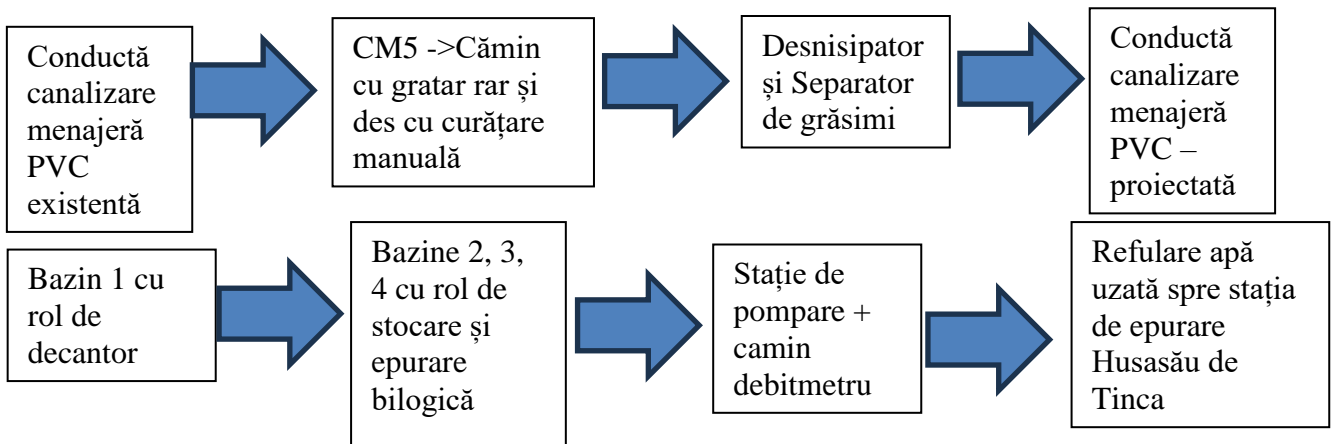 Conductă
canalizare
menajeră
PVC
existentă
CM5 ->Cămin
cu gratar rar și
des cu curățare
manuală
Desnisipator
și Separator
de grăsimi
Conductă
canalizare
menajeră
PVC –
proiectată
Bazin 1 cu
rol de
decantor
Bazine 2, 3,
4 cu rol de
stocare și
epurare
bilogică
Stație de
pompare +
camin
debitmetru
Refulare apă
uzată spre stația
de epurare
Husasău de
Tinca